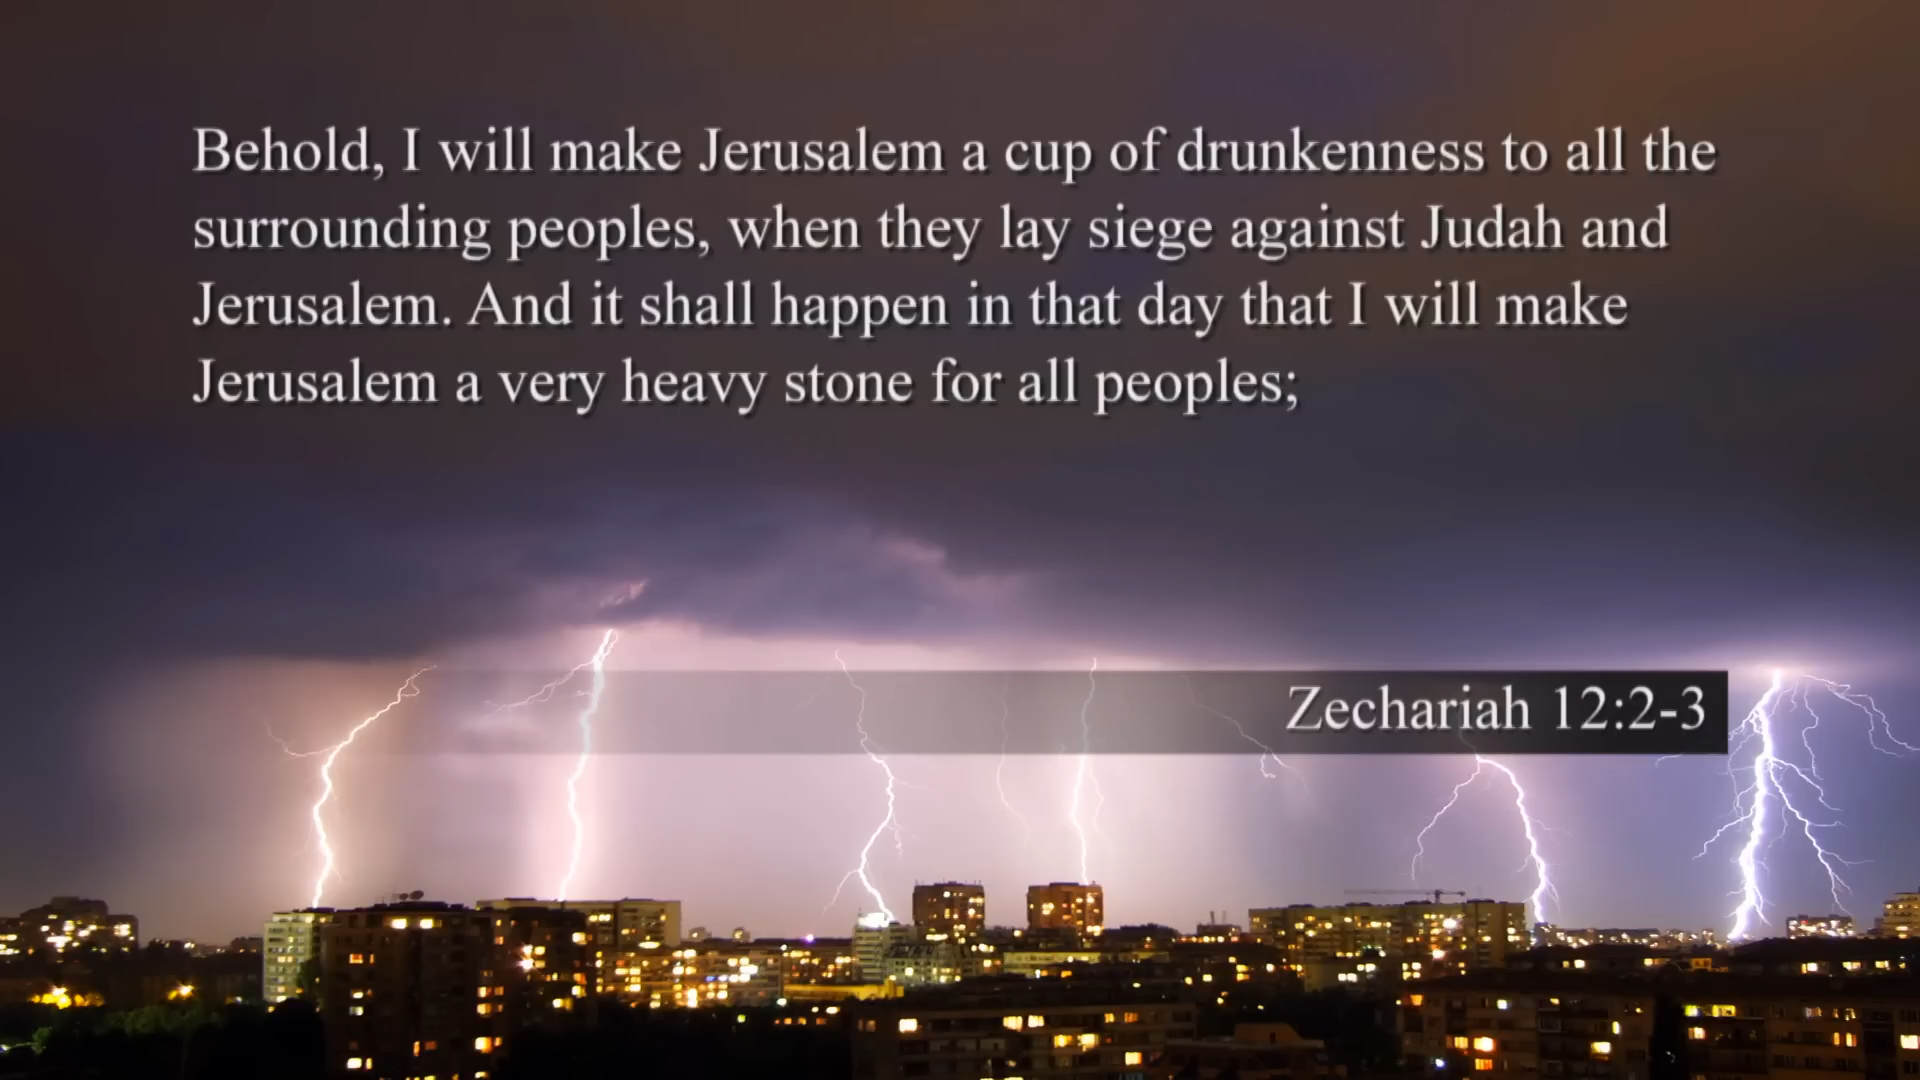 Behold, I will make Jerusalem a cup of drunkenness to all the
surrounding peoples, when they lay siege against Judah and
Jerusalem. And it shall happen in that day that I will make
Jerusalem a very heavy stone for all peoples;
Zechariah 12:2-3